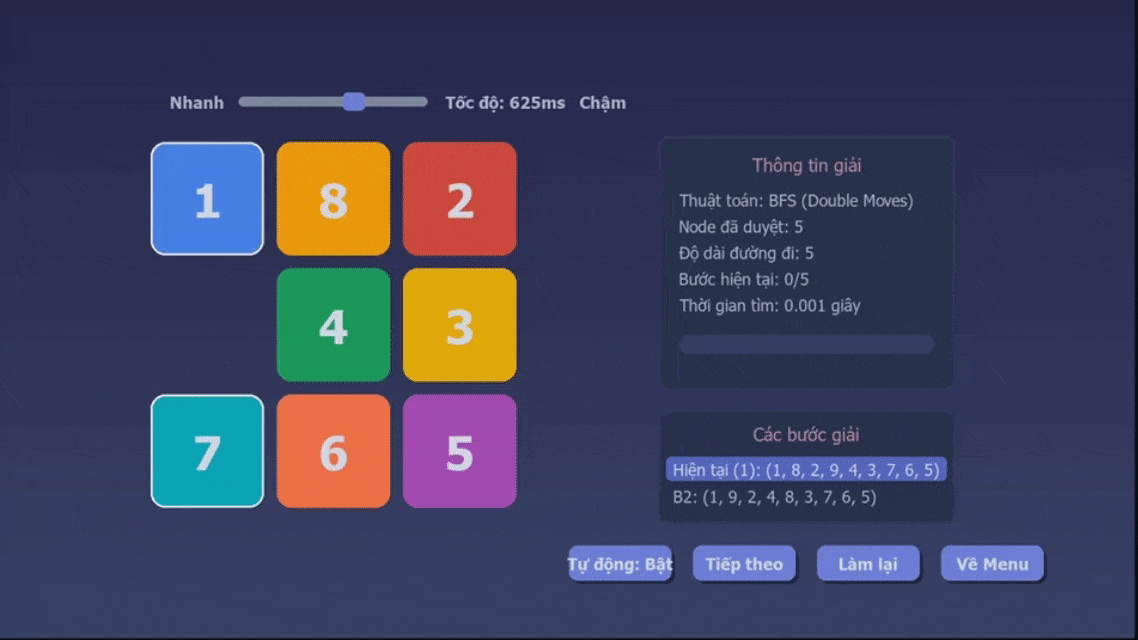 Nhanh Tốc độ: 625ms Chậm
1 8 2
4 3
7 6 5
Thông tin giải
Thuật toán: BFS (Double Moves)
Node đã duyệt: 5
Độ dài đường đi: 5
Bước hiện tại: 0/5
Thời gian tìm: 0.001 giây
Các bước giải
Hiện tại (1): (1, 8, 2, 9, 4, 3, 7, 6, 5)
B2: (1, 9, 2, 4, 8, 3, 7, 6, 5)
Tự động: Bật Tiếp theo Làm lại Về Menu